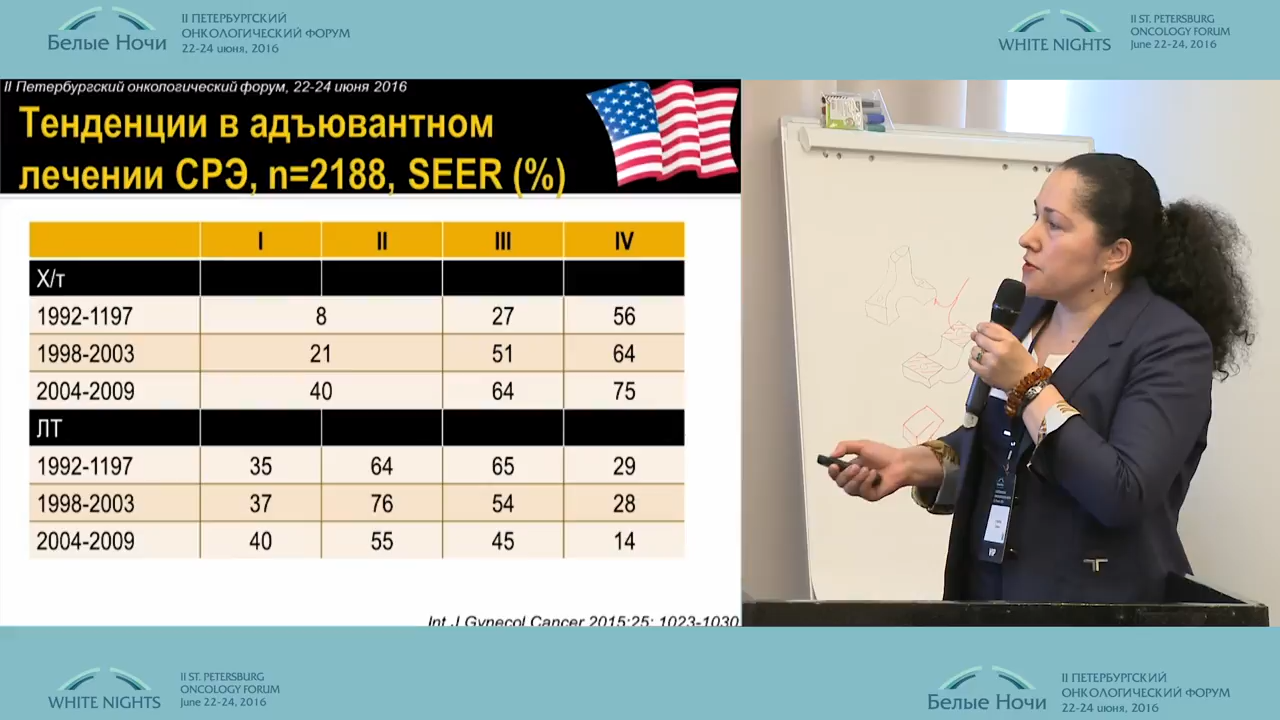 Белые Ночи
II ПЕТЕРБУРГСКИЙ
ОНКОЛОГИЧЕСКИЙ ФОРУМ
22-24 июня, 2016
WHITE NIGHTS
II ST. PETERSBURG
ONCOLOGY FORUM
June 22-24, 2016
II Петербургский онкологический форум, 22-24 июня 2016
Тенденции в адъювантном
лечении СРЭ, n=2188, SEER (%)
I II III IV
Х/т
1992-1197 8 27 56
1998-2003 21 51 64
2004-2009 40 64 75
ЛТ
1992-1197 35 64 65 29
1998-2003 37 76 54 28
2004-2009 40 55 45 14
Int J Gynecol Cancer 2015;25: 1023-1030
VIP
WHITE NIGHTS
II ST. PETERSBURG
ONCOLOGY FORUM
June 22-24, 2016
Белые Ночи
II ПЕТЕРБУРГСКИЙ
ОНКОЛОГИЧЕСКИЙ ФОРУМ
22-24 июня, 2016